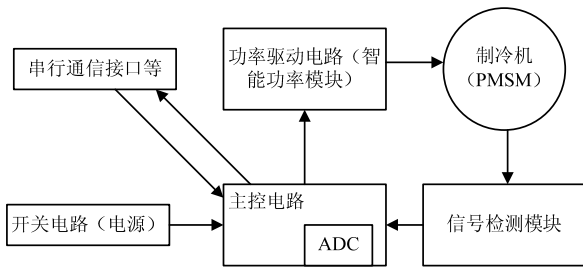 串行通信接口等
功率驱动电路（智
能功率模块）
制冷机
（PMSM）
开关电路（电源）
主控电路
ADC
信号检测模块